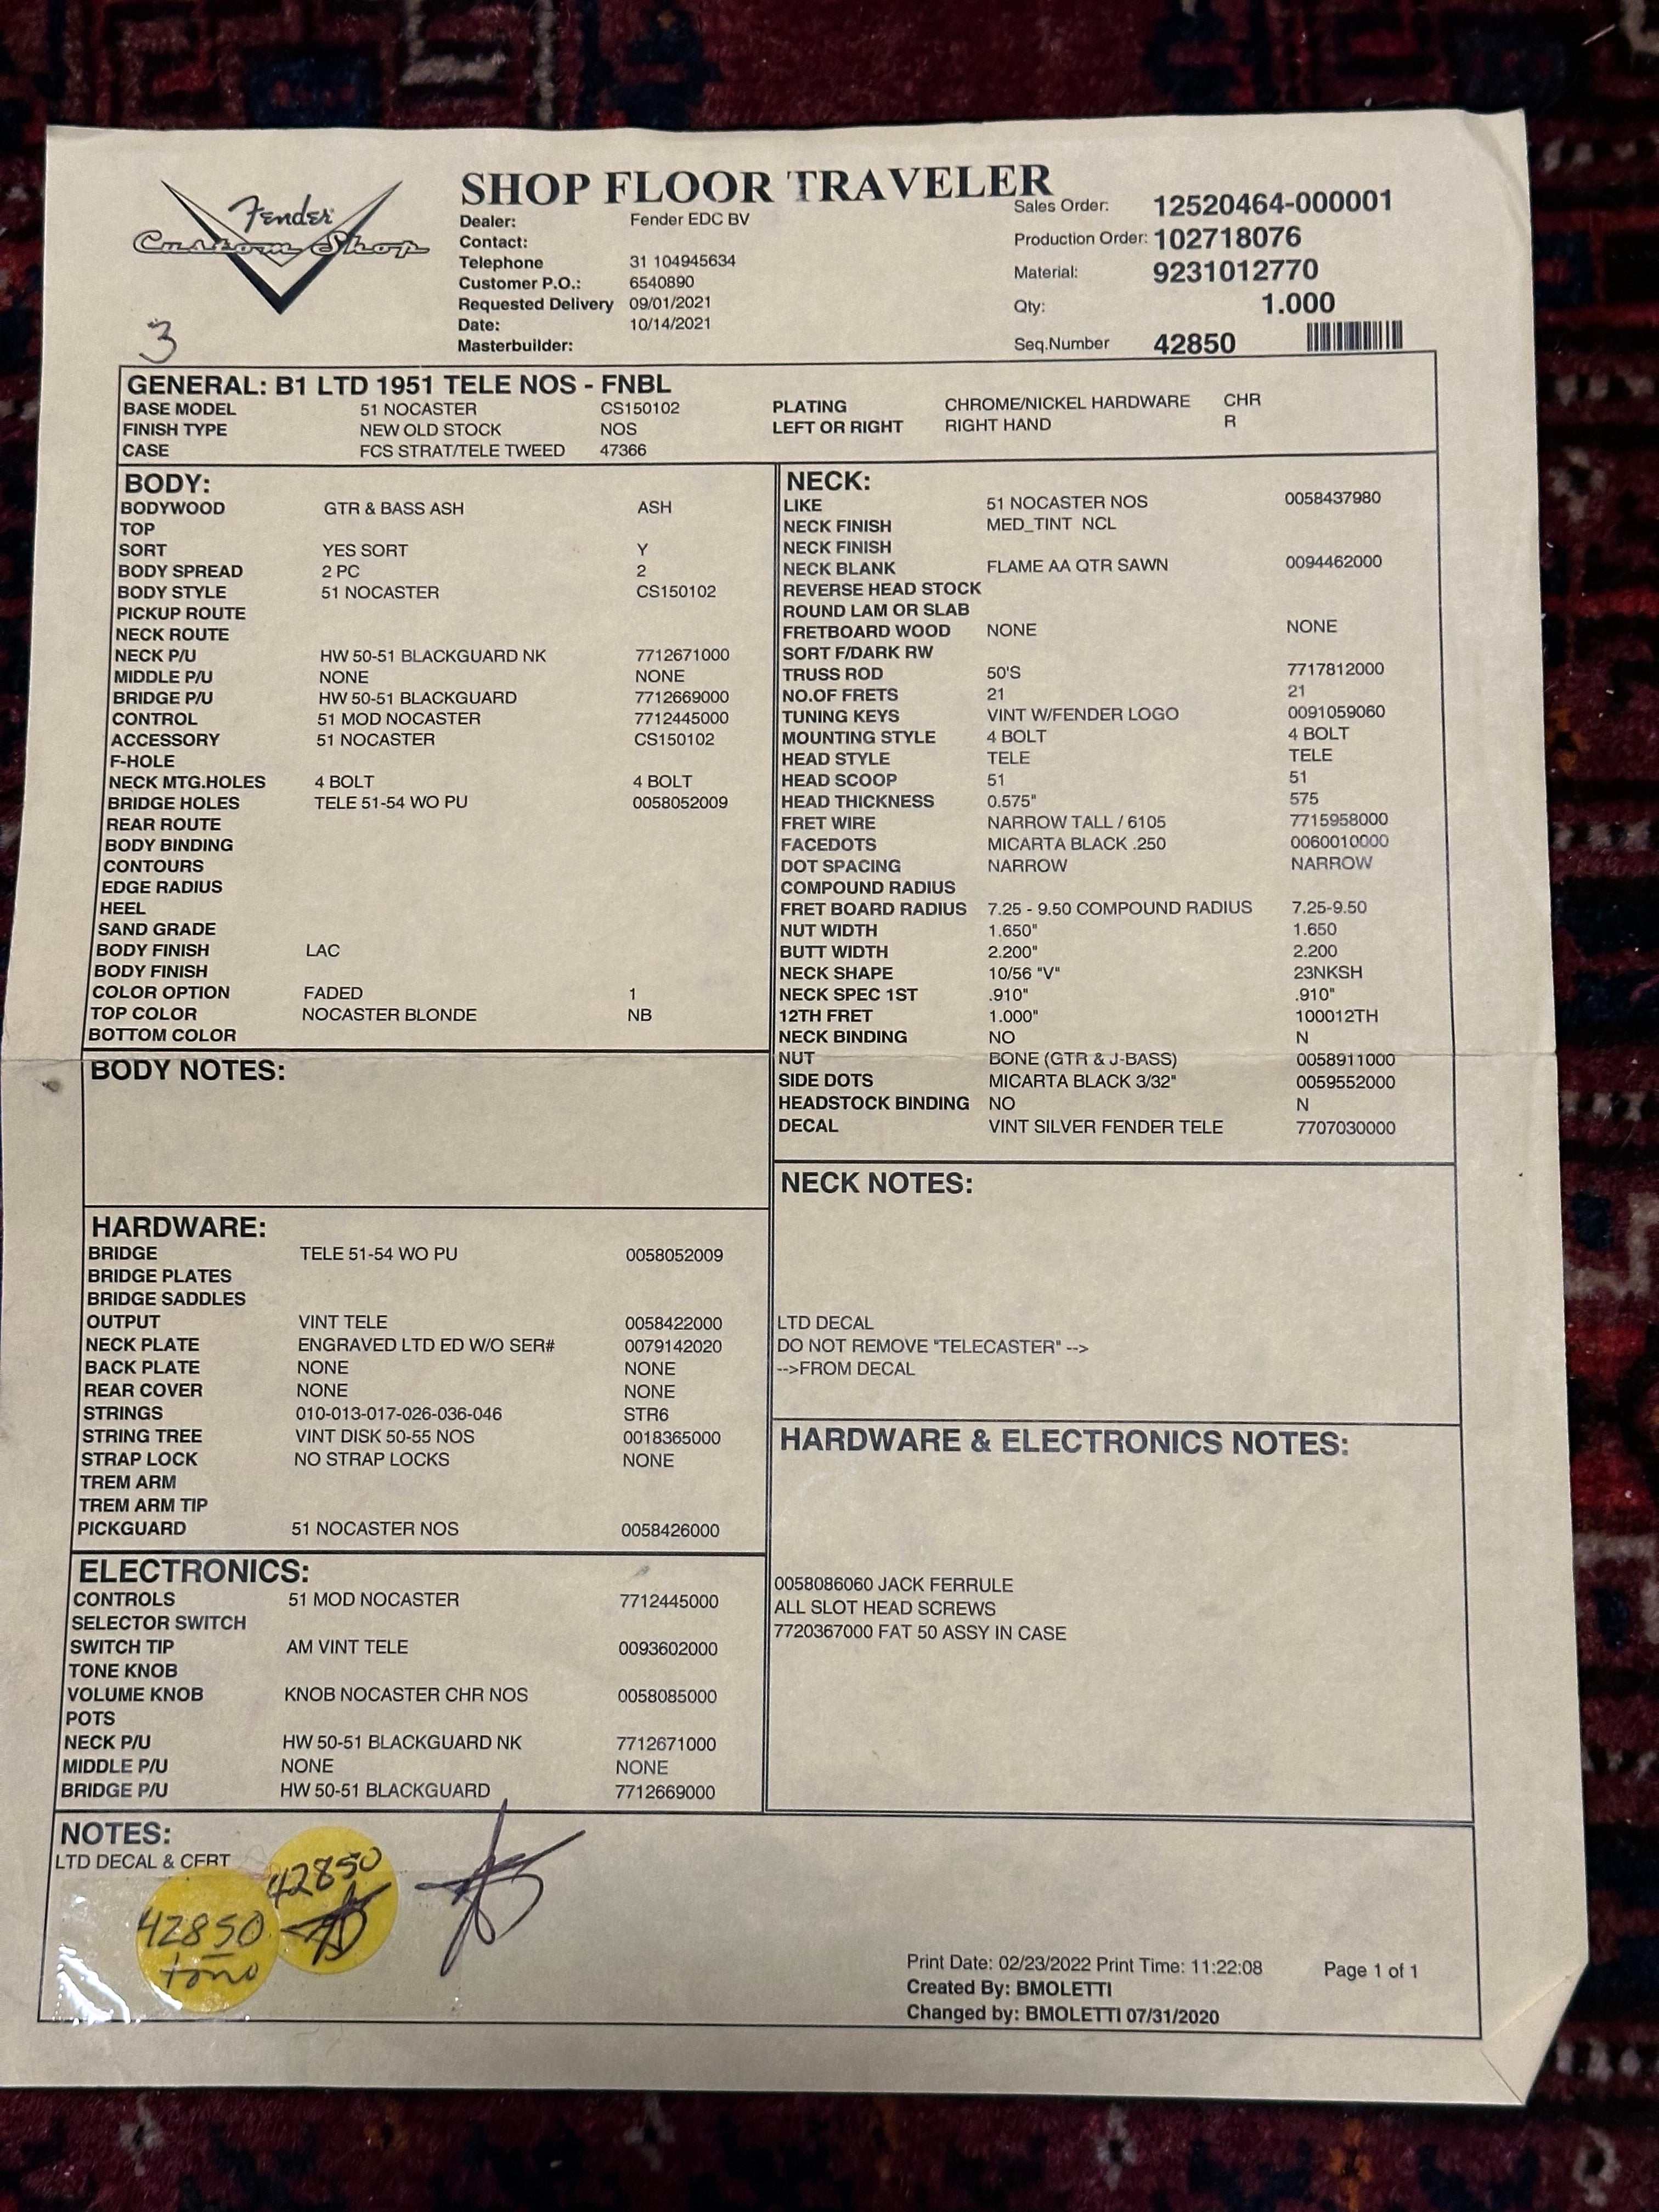 Fender
Custom Shop
3
SHOP FLOOR TRAVELER
Dealer: Fender EDC BV
Contact:
Telephone 31 104945634
Customer P.O.: 6540890
Requested Delivery 09/01/2021
Date: 10/14/2021
Masterbuilder:
Sales Order: 12520464-000001
Production Order: 102718076
Material: 9231012770
Qty: 1.000
Seq.Number 42850
GENERAL: B1 LTD 1951 TELE NOS - FNBL
BASE MODEL 51 NOCASTER CS150102
FINISH TYPE NEW OLD STOCK NOS
CASE FCS STRAT/TELE TWEED 47366
PLATING CHROME/NICKEL HARDWARE CHR
LEFT OR RIGHT RIGHT HAND R
BODY:
BODYWOOD GTR & BASS ASH ASH
TOP
SORT YES SORT Y
BODY SPREAD 2 PC 2
BODY STYLE 51 NOCASTER CS150102
PICKUP ROUTE
NECK ROUTE
NECK P/U HW 50-51 BLACKGUARD NK 7712671000
MIDDLE P/U NONE NONE
BRIDGE P/U HW 50-51 BLACKGUARD 7712669000
CONTROL 51 MOD NOCASTER 7712445000
ACCESSORY 51 NOCASTER CS150102
F-HOLE
NECK MTG.HOLES 4 BOLT 4 BOLT
BRIDGE HOLES TELE 51-54 WO PU 0058052009
REAR ROUTE
BODY BINDING
CONTOURS
EDGE RADIUS
HEEL
SAND GRADE
BODY FINISH LAC
BODY FINISH
COLOR OPTION FADED 1
TOP COLOR NOCASTER BLONDE NB
BOTTOM COLOR
BODY NOTES:
HARDWARE:
BRIDGE TELE 51-54 WO PU 0058052009
BRIDGE PLATES
BRIDGE SADDLES
OUTPUT VINT TELE 0058422000
NECK PLATE ENGRAVED LTD ED W/O SER# 0079142020
BACK PLATE NONE NONE
REAR COVER NONE NONE
STRINGS 010-013-017-026-036-046 STR6
STRING TREE VINT DISK 50-55 NOS 0018365000
STRAP LOCK NO STRAP LOCKS NONE
TREM ARM
TREM ARM TIP
PICKGUARD 51 NOCASTER NOS 0058426000
ELECTRONICS:
CONTROLS 51 MOD NOCASTER 7712445000
SELECTOR SWITCH
SWITCH TIP AM VINT TELE 0093602000
TONE KNOB
VOLUME KNOB KNOB NOCASTER CHR NOS 0058085000
POTS
NECK P/U HW 50-51 BLACKGUARD NK 7712671000
MIDDLE P/U NONE NONE
BRIDGE P/U HW 50-51 BLACKGUARD 7712669000
NECK:
LIKE 51 NOCASTER NOS 0058437980
NECK FINISH MED_TINT NCL
NECK FINISH
NECK BLANK FLAME AA QTR SAWN 0094462000
REVERSE HEAD STOCK
ROUND LAM OR SLAB
FRETBOARD WOOD NONE NONE
SORT F/DARK RW
TRUSS ROD 50'S 7717812000
NO.OF FRETS 21 21
TUNING KEYS VINT W/FENDER LOGO 0091059060
MOUNTING STYLE 4 BOLT 4 BOLT
HEAD STYLE TELE TELE
HEAD SCOOP 51 51
HEAD THICKNESS 0.575" 575
FRET WIRE NARROW TALL / 6105 7715958000
FACEDOTS MICARTA BLACK .250 0060010000
DOT SPACING NARROW NARROW
COMPOUND RADIUS
FRET BOARD RADIUS 7.25 - 9.50 COMPOUND RADIUS 7.25-9.50
NUT WIDTH 1.650" 1.650
BUTT WIDTH 2.200" 2.200
NECK SHAPE 10/56 "V" 23NKSH
NECK SPEC 1ST .910" .910"
12TH FRET 1.000" 100012TH
NECK BINDING NO N
NUT BONE (GTR & J-BASS) 0058911000
SIDE DOTS MICARTA BLACK 3/32" 0059552000
HEADSTOCK BINDING NO N
DECAL VINT SILVER FENDER TELE 7707030000
NECK NOTES:
LTD DECAL
DO NOT REMOVE "TELECASTER" -->
-->FROM DECAL
HARDWARE & ELECTRONICS NOTES:
0058086060 JACK FERRULE
ALL SLOT HEAD SCREWS
7720367000 FAT 50 ASSY IN CASE
NOTES:
LTD DECAL & CERT
42850
42850
tono
Print Date: 02/23/2022 Print Time: 11:22:08 Page 1 of 1
Created By: BMOLETTI
Changed by: BMOLETTI 07/31/2020